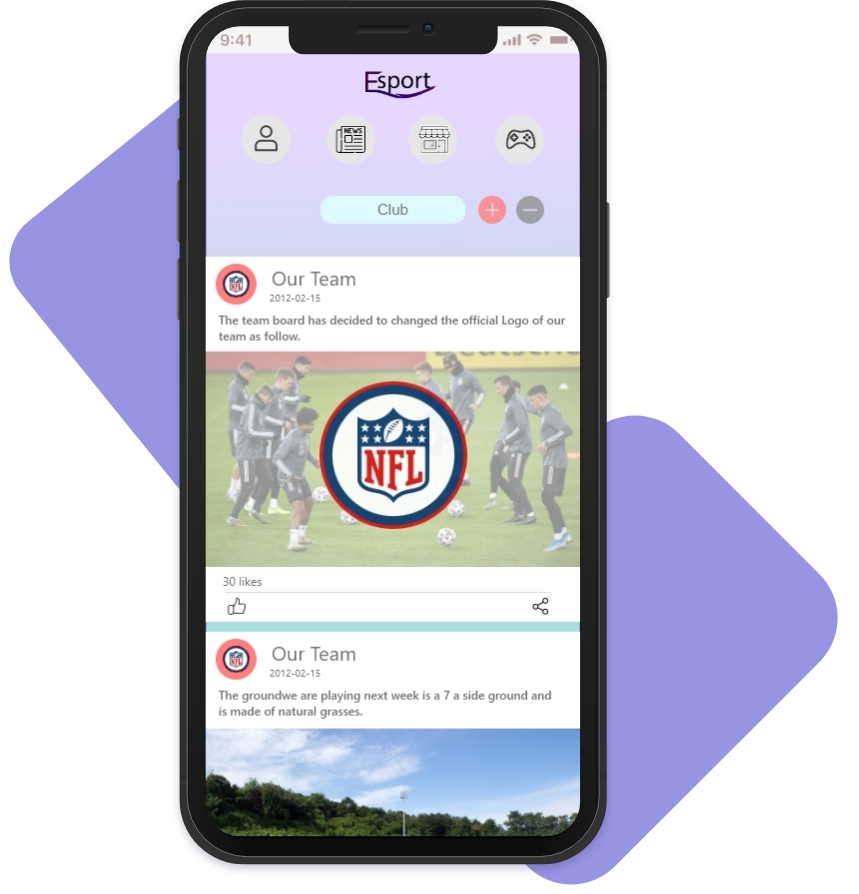 9:41
Esport
NEWS
Club
NFL
Our Team
2012-02-15
The team board has decided to changed the official Logo of our
team as follow.
NFL
30 likes
NFL
Our Team
2012-02-15
The groundwe are playing next week is a 7 a side ground and
is made of natural grasses.